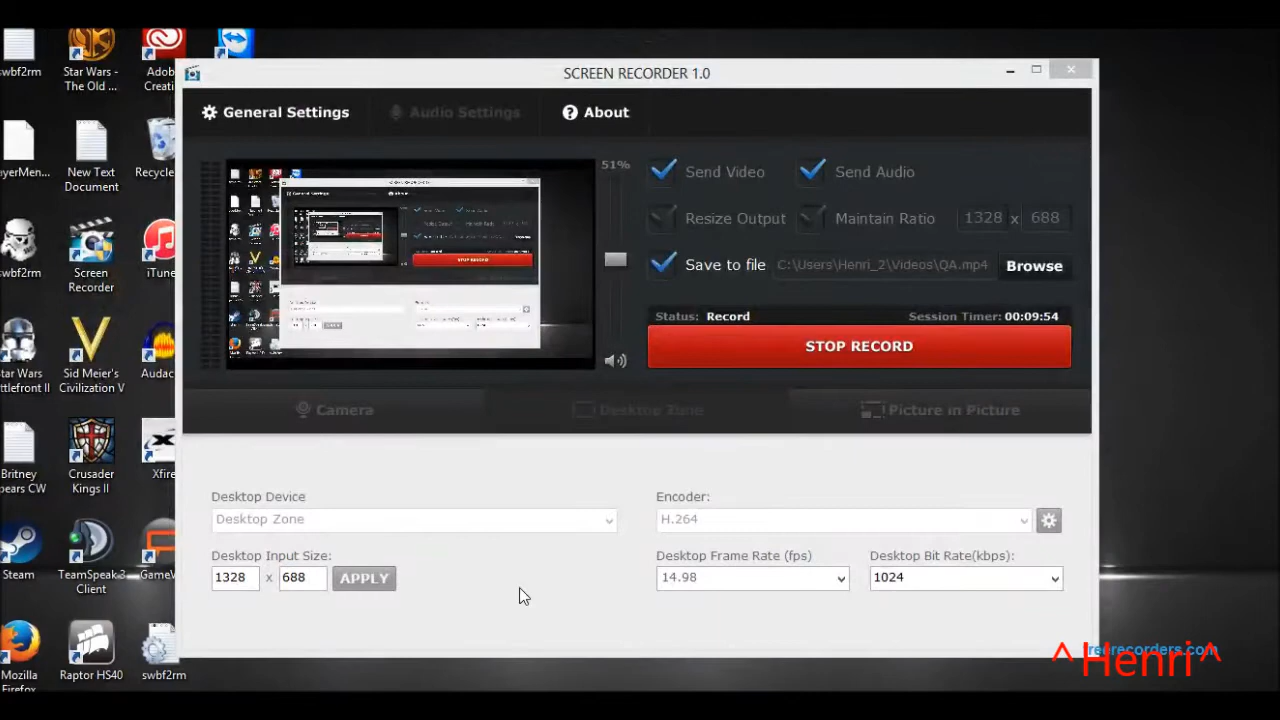 swbf2rm
Star Wars -
The Old ...
Adob
Creati
SCREEN RECORDER 1.0
General Settings
Audio Settings
About
ayerMen...
New Text
Document
Recycle
51%
Send Video
Send Audio
Resize Output
Maintain Ratio
1328 x 688
Save to file
C:\Users\Henri_2\Videos\QA.mp4
Browse
swbf2rm
Screen
Recorder
iTune
Status: Record
Session Timer: 00:09:54
STOP RECORD
Star Wars
attlefront II
Sid Meier's
Civilization V
Audac
Camera
Desktop Zone
Picture in Picture
Britney
pears CW
Crusader
Kings II
Xfire
Desktop Device
Encoder:
Desktop Zone
H.264
Desktop Input Size:
Desktop Frame Rate (fps)
Desktop Bit Rate(kbps):
1328 x 688
APPLY
14.98
1024
Steam
TeamSpeak 3
Client
GameV
Mozilla
Firefox
Raptor HS40
swbf2rm
^Henri^